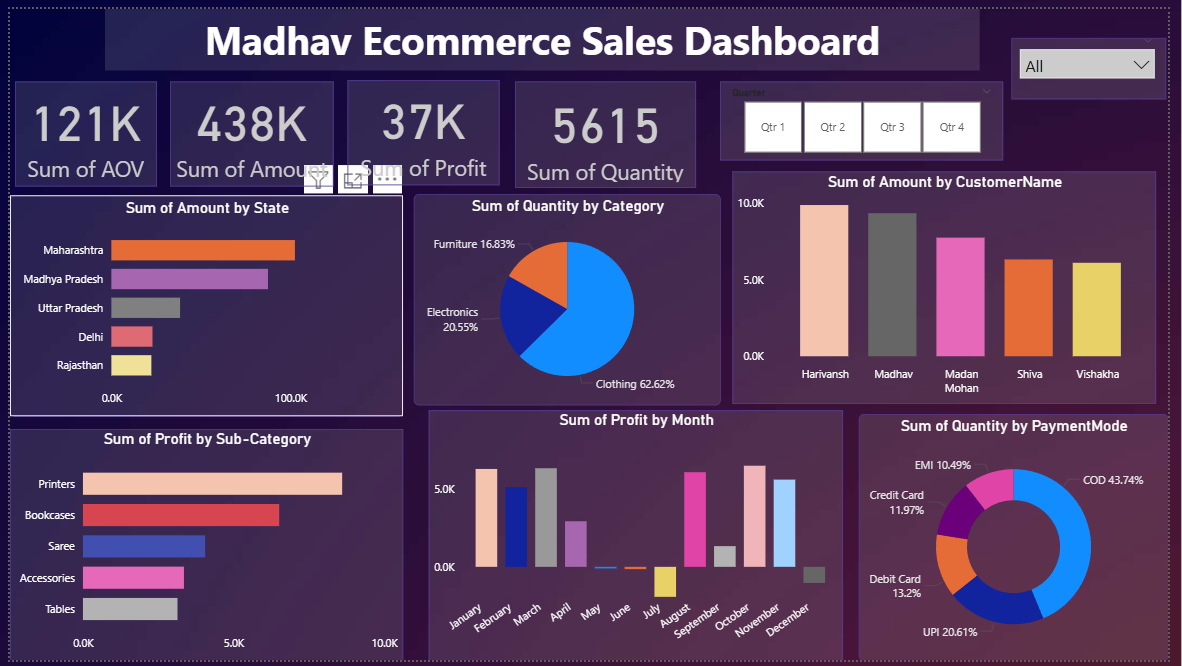 Madhav Ecommerce Sales Dashboard
All
121K
Sum of AOV
438K
Sum of Amount
37K
Sum of Profit
5615
Sum of Quantity
Quarter
Qtr 1
Qtr 2
Qtr 3
Qtr 4
Sum of Amount by State
Maharashtra
Madhya Pradesh
Uttar Pradesh
Delhi
Rajasthan
0.0K
100.0K
Sum of Quantity by Category
Furniture 16.83%
Electronics
20.55%
Clothing 62.62%
Sum of Amount by CustomerName
10.0K
5.0K
0.0K
Harivansh
Madhav
Madan
Mohan
Shiva
Vishakha
Sum of Profit by Sub-Category
Printers
Bookcases
Saree
Accessories
Tables
0.0K
5.0K
10.0K
Sum of Profit by Month
5.0K
0.0K
January
February
March
April
May
June
July
August
September
October
November
December
Sum of Quantity by PaymentMode
EMI 10.49%
COD 43.74%
Credit Card
11.97%
Debit Card
13.2%
UPI 20.61%